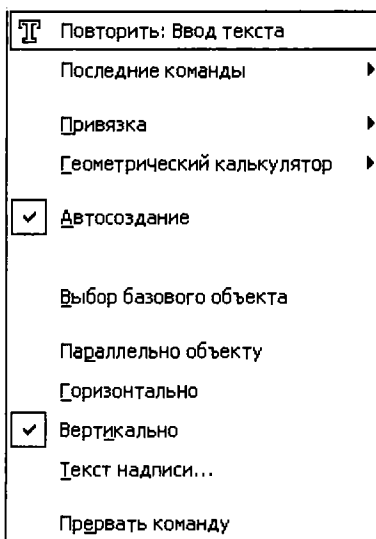 Повторить: Ввод текста
Последние команды
Привязка
Геометрический калькулятор
Автосоздание
Выбор базового объекта
Параллельно объекту
Горизонтально
Вертикально
Текст надписи...
Прервать команду